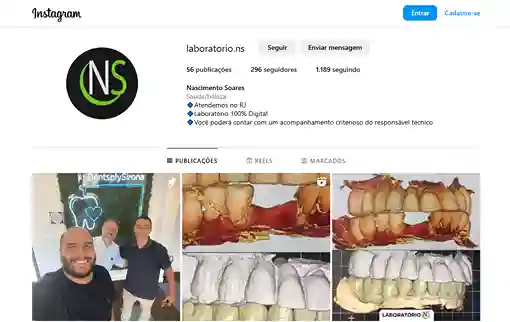 Instagram
Entrar
Cadastre-se
NS
laboratorio.ns
Seguir
Enviar mensagem
56 publicações
296 seguidores
1.189 seguindo
Nascimento Soares
Saúde/beleza
Atendemos no RJ
Laboratório 100% Digital!
Você poderá contar com um acompanhamento criterioso do responsável técnico
PUBLICAÇÕES
REELS
MARCADOS
DentsplySirona
LABORATÓRIO NS